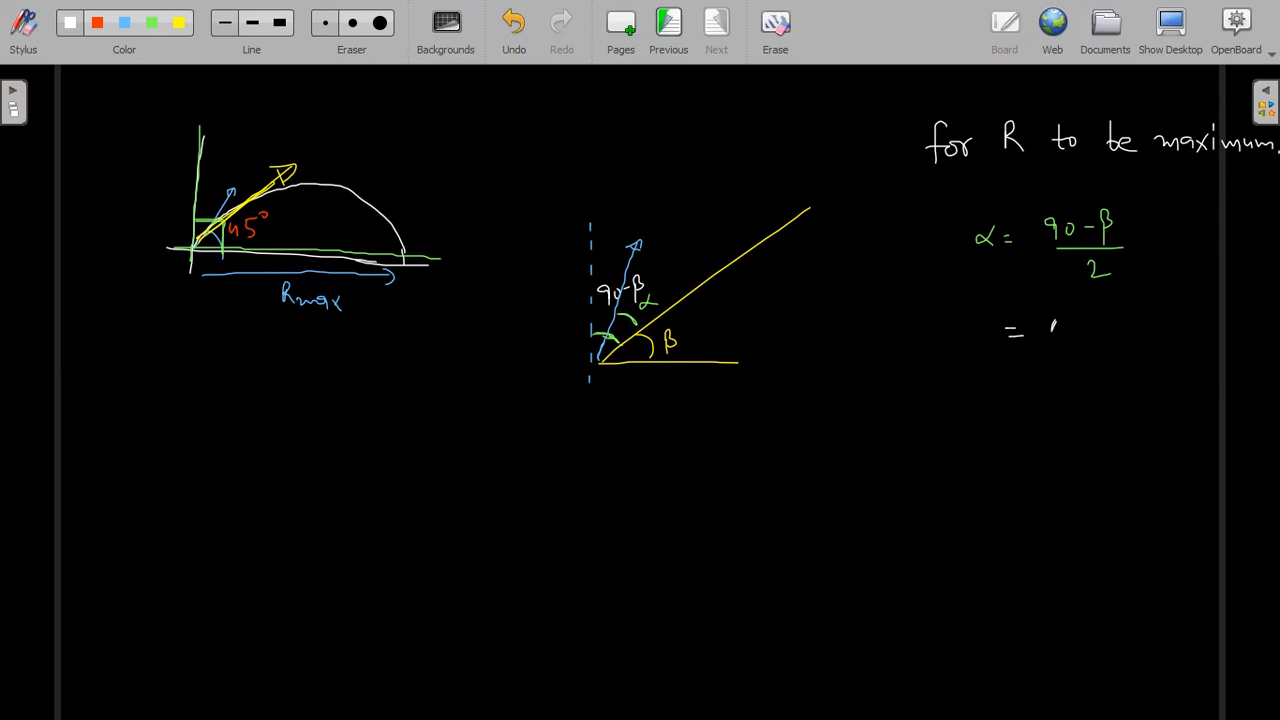 Stylus
Color
Line
Eraser
Backgrounds
Undo
Redo
Pages
Previous
Next
Erase
Board
Web
Documents
Show Desktop
OpenBoard
for R to be maximum.
45°
Rmax
90-β
α
β
α = 90-β
2
=